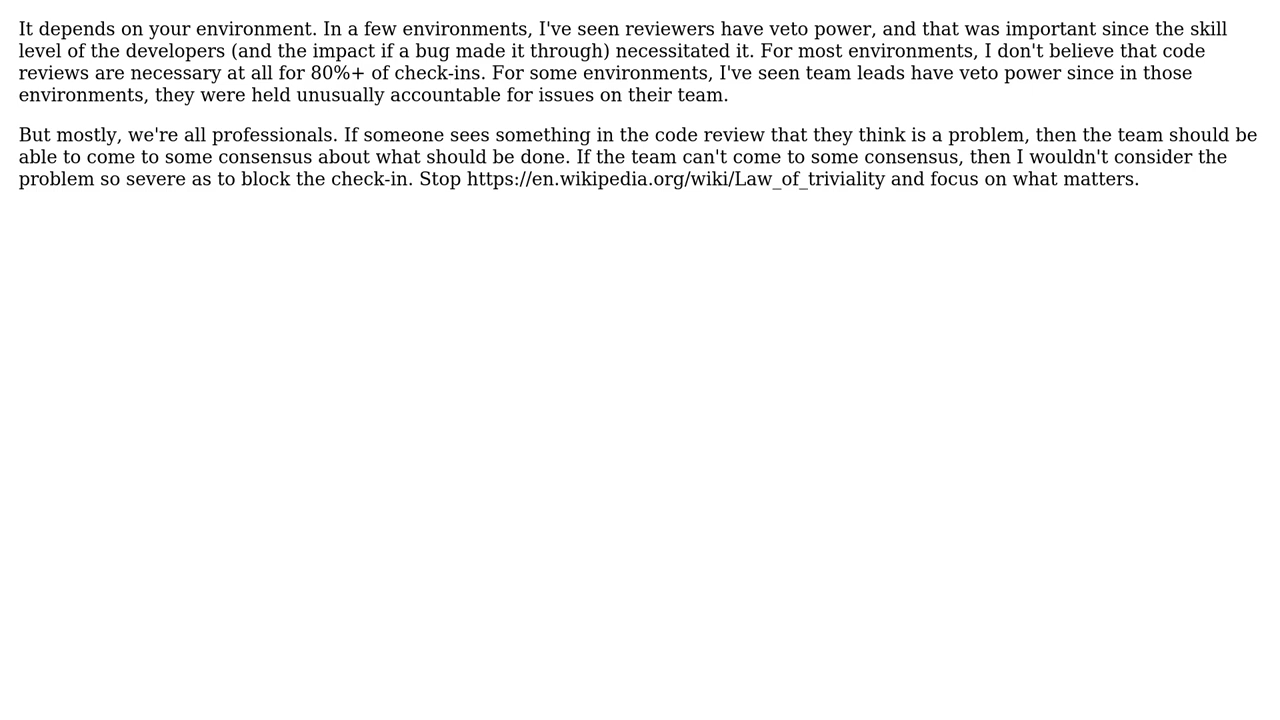 It depends on your environment. In a few environments, I've seen reviewers have veto power, and that was important since the skill
level of the developers (and the impact if a bug made it through) necessitated it. For most environments, I don't believe that code
reviews are necessary at all for 80%+ of check-ins. For some environments, I've seen team leads have veto power since in those
environments, they were held unusually accountable for issues on their team.
But mostly, we're all professionals. If someone sees something in the code review that they think is a problem, then the team should be
able to come to some consensus about what should be done. If the team can't come to some consensus, then I wouldn't consider the
problem so severe as to block the check-in. Stop https://en.wikipedia.org/wiki/Law_of_triviality and focus on what matters.